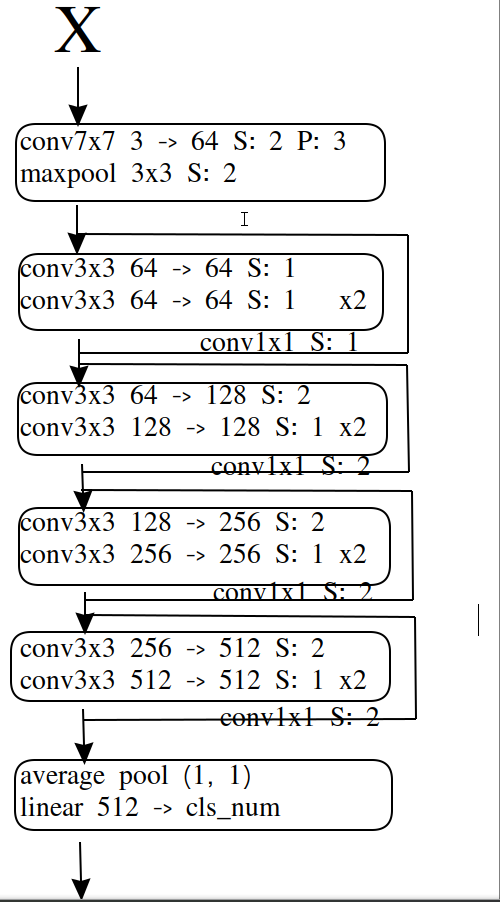 X
conv7x7 3 -> 64 S: 2 P: 3
maxpool 3x3 S: 2
conv3x3 64 -> 64 S: 1
conv3x3 64 -> 64 S: 1 x2
conv1x1 S: 1
conv3x3 64 -> 128 S: 2
conv3x3 128 -> 128 S: 1 x2
conv1x1 S: 2
conv3x3 128 -> 256 S: 2
conv3x3 256 -> 256 S: 1 x2
conv1x1 S: 2
conv3x3 256 -> 512 S: 2
conv3x3 512 -> 512 S: 1 x2
conv1x1 S: 2
average pool (1, 1)
linear 512 -> cls_num